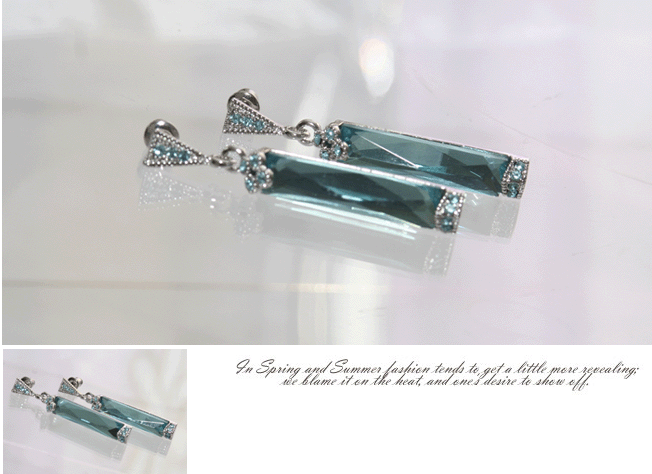 In Spring and Summer fashion tends to get a little more revealing;
we blame it on the heat, and ones desire to show off.